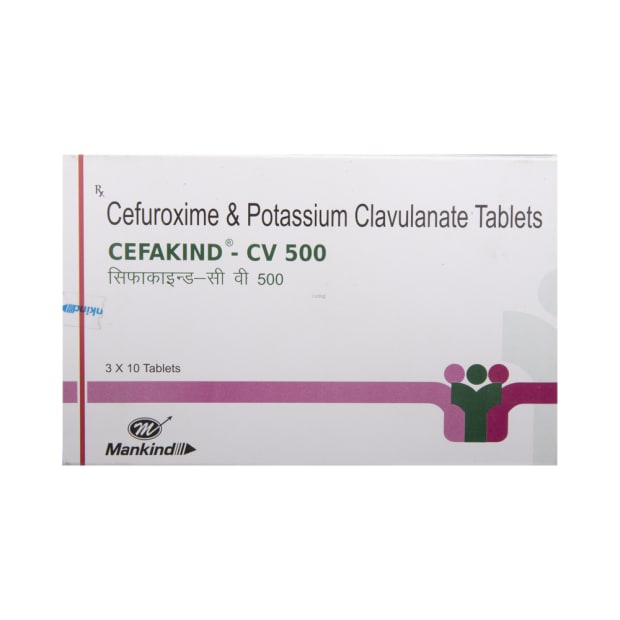 Rx
Cefuroxime & Potassium Clavulanate Tablets
CEFAKIND® - CV 500
सिफाकाइन्ड–सी वी 500
3 X 10 Tablets
M
Mankind